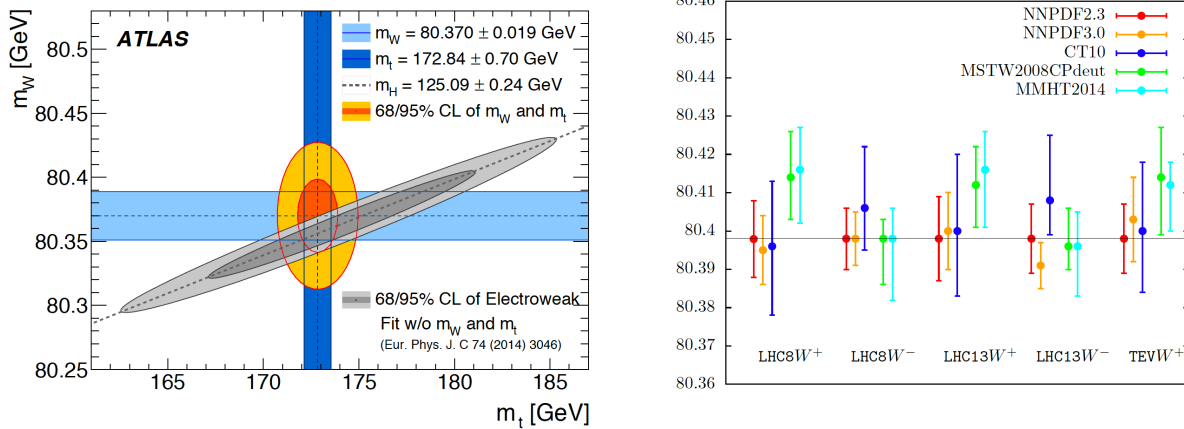 ATLAS
m_W = 80.370 ± 0.019 GeV
m_t = 172.84 ± 0.70 GeV
m_H = 125.09 ± 0.24 GeV
68/95% CL of m_W and m_t
68/95% CL of Electroweak
Fit w/o m_W and m_t
(Eur. Phys. J. C 74 (2014) 3046)
m_W [GeV]
80.5
80.45
80.4
80.35
80.3
80.25
165 170 175 180 185
m_t [GeV]
NNPDF2.3
NNPDF3.0
CT10
MSTW2008CPdeut
MMHT2014
80.46
80.45
80.44
80.43
80.42
80.41
80.4
80.39
80.38
80.37
80.36
LHC8W+ LHC8W− LHC13W+ LHC13W− TEVW+